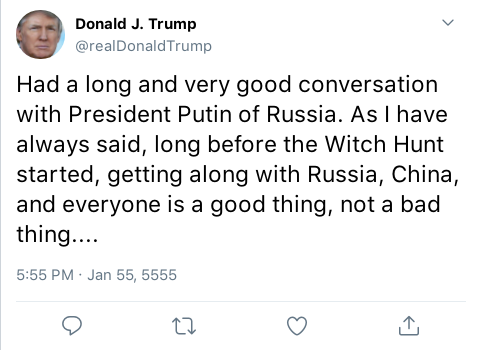 Donald J. Trump
@realDonaldTrump
Had a long and very good conversation
with President Putin of Russia. As I have
always said, long before the Witch Hunt
started, getting along with Russia, China,
and everyone is a good thing, not a bad
thing....
5:55 PM · Jan 55, 5555